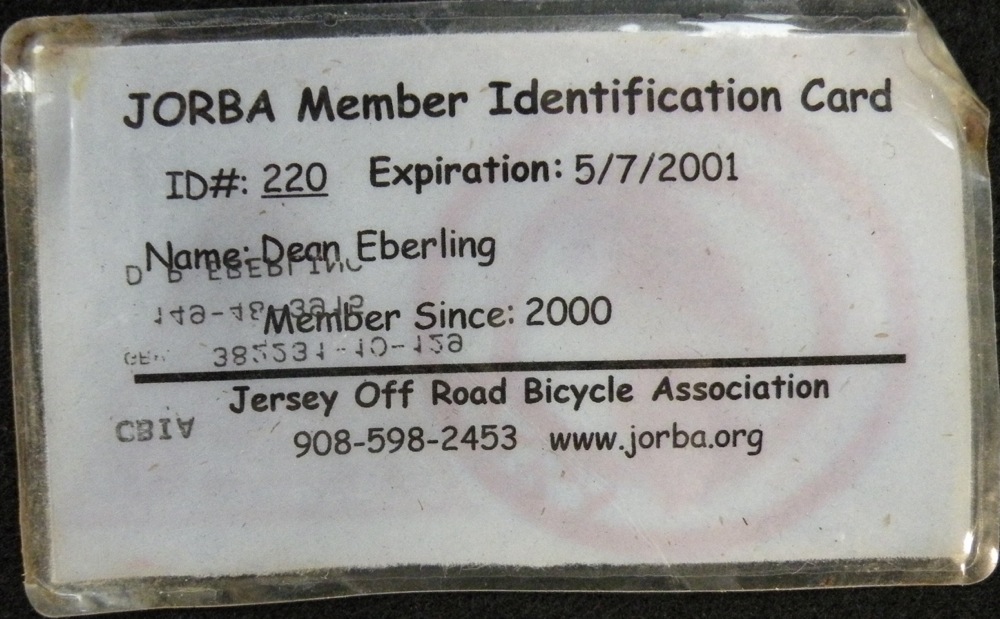 JORBA Member Identification Card
ID#: 220 Expiration: 5/7/2001
Name: Dean Eberling
Member Since: 2000
Jersey Off Road Bicycle Association
908-598-2453 www.jorba.org